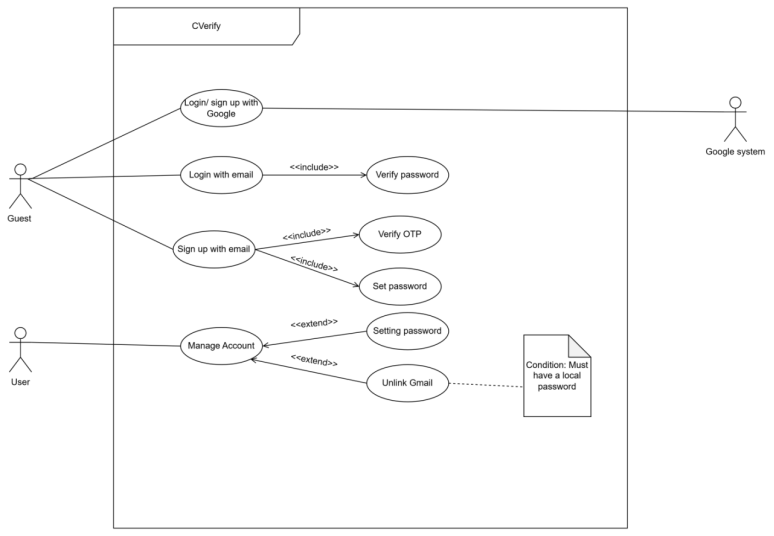 CVerify
Login/ sign up with
Google
Google system
Login with email
<<include>>
Verify password
Guest
Sign up with email
<<include>>
Verify OTP
<<include>>
Set password
User
Manage Account
<<extend>>
Setting password
<<extend>>
Unlink Gmail
Condition: Must
have a local
password